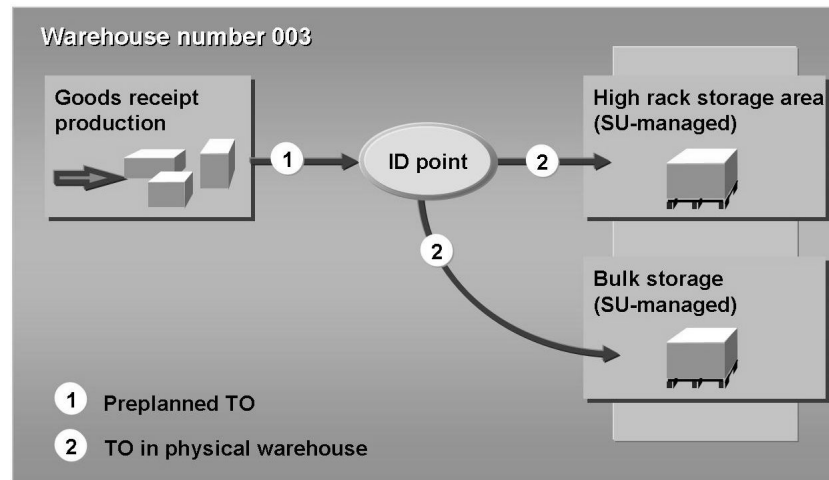 Warehouse number 003
Goods receipt
production
1
ID point
2
High rack storage area
(SU-managed)
2
Bulk storage
(SU-managed)
1 Preplanned TO
2 TO in physical warehouse